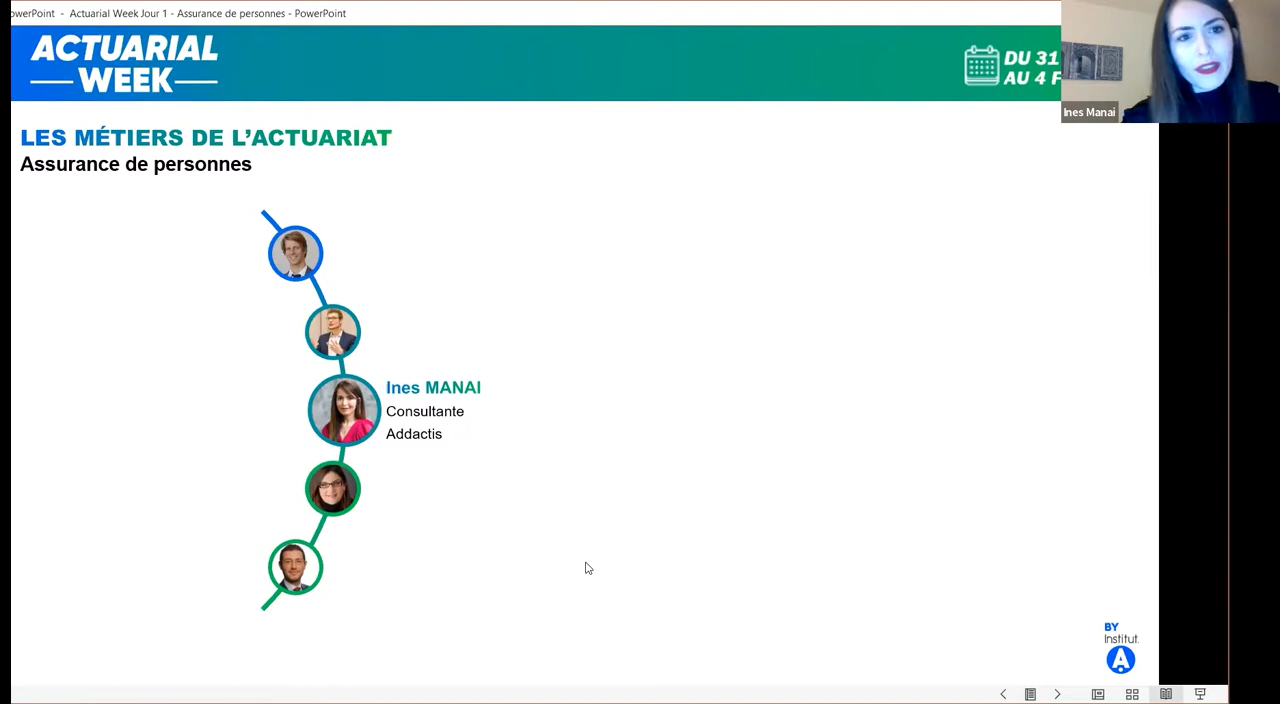 owerPoint - Actuarial Week Jour 1 - Assurance de personnes - PowerPoint
ACTUARIAL
WEEK
DU 31
AU 4 F
Ines Manai
LES MÉTIERS DE L'ACTUARIAT
Assurance de personnes
Ines MANAI
Consultante
Addactis
BY
Institut.
A